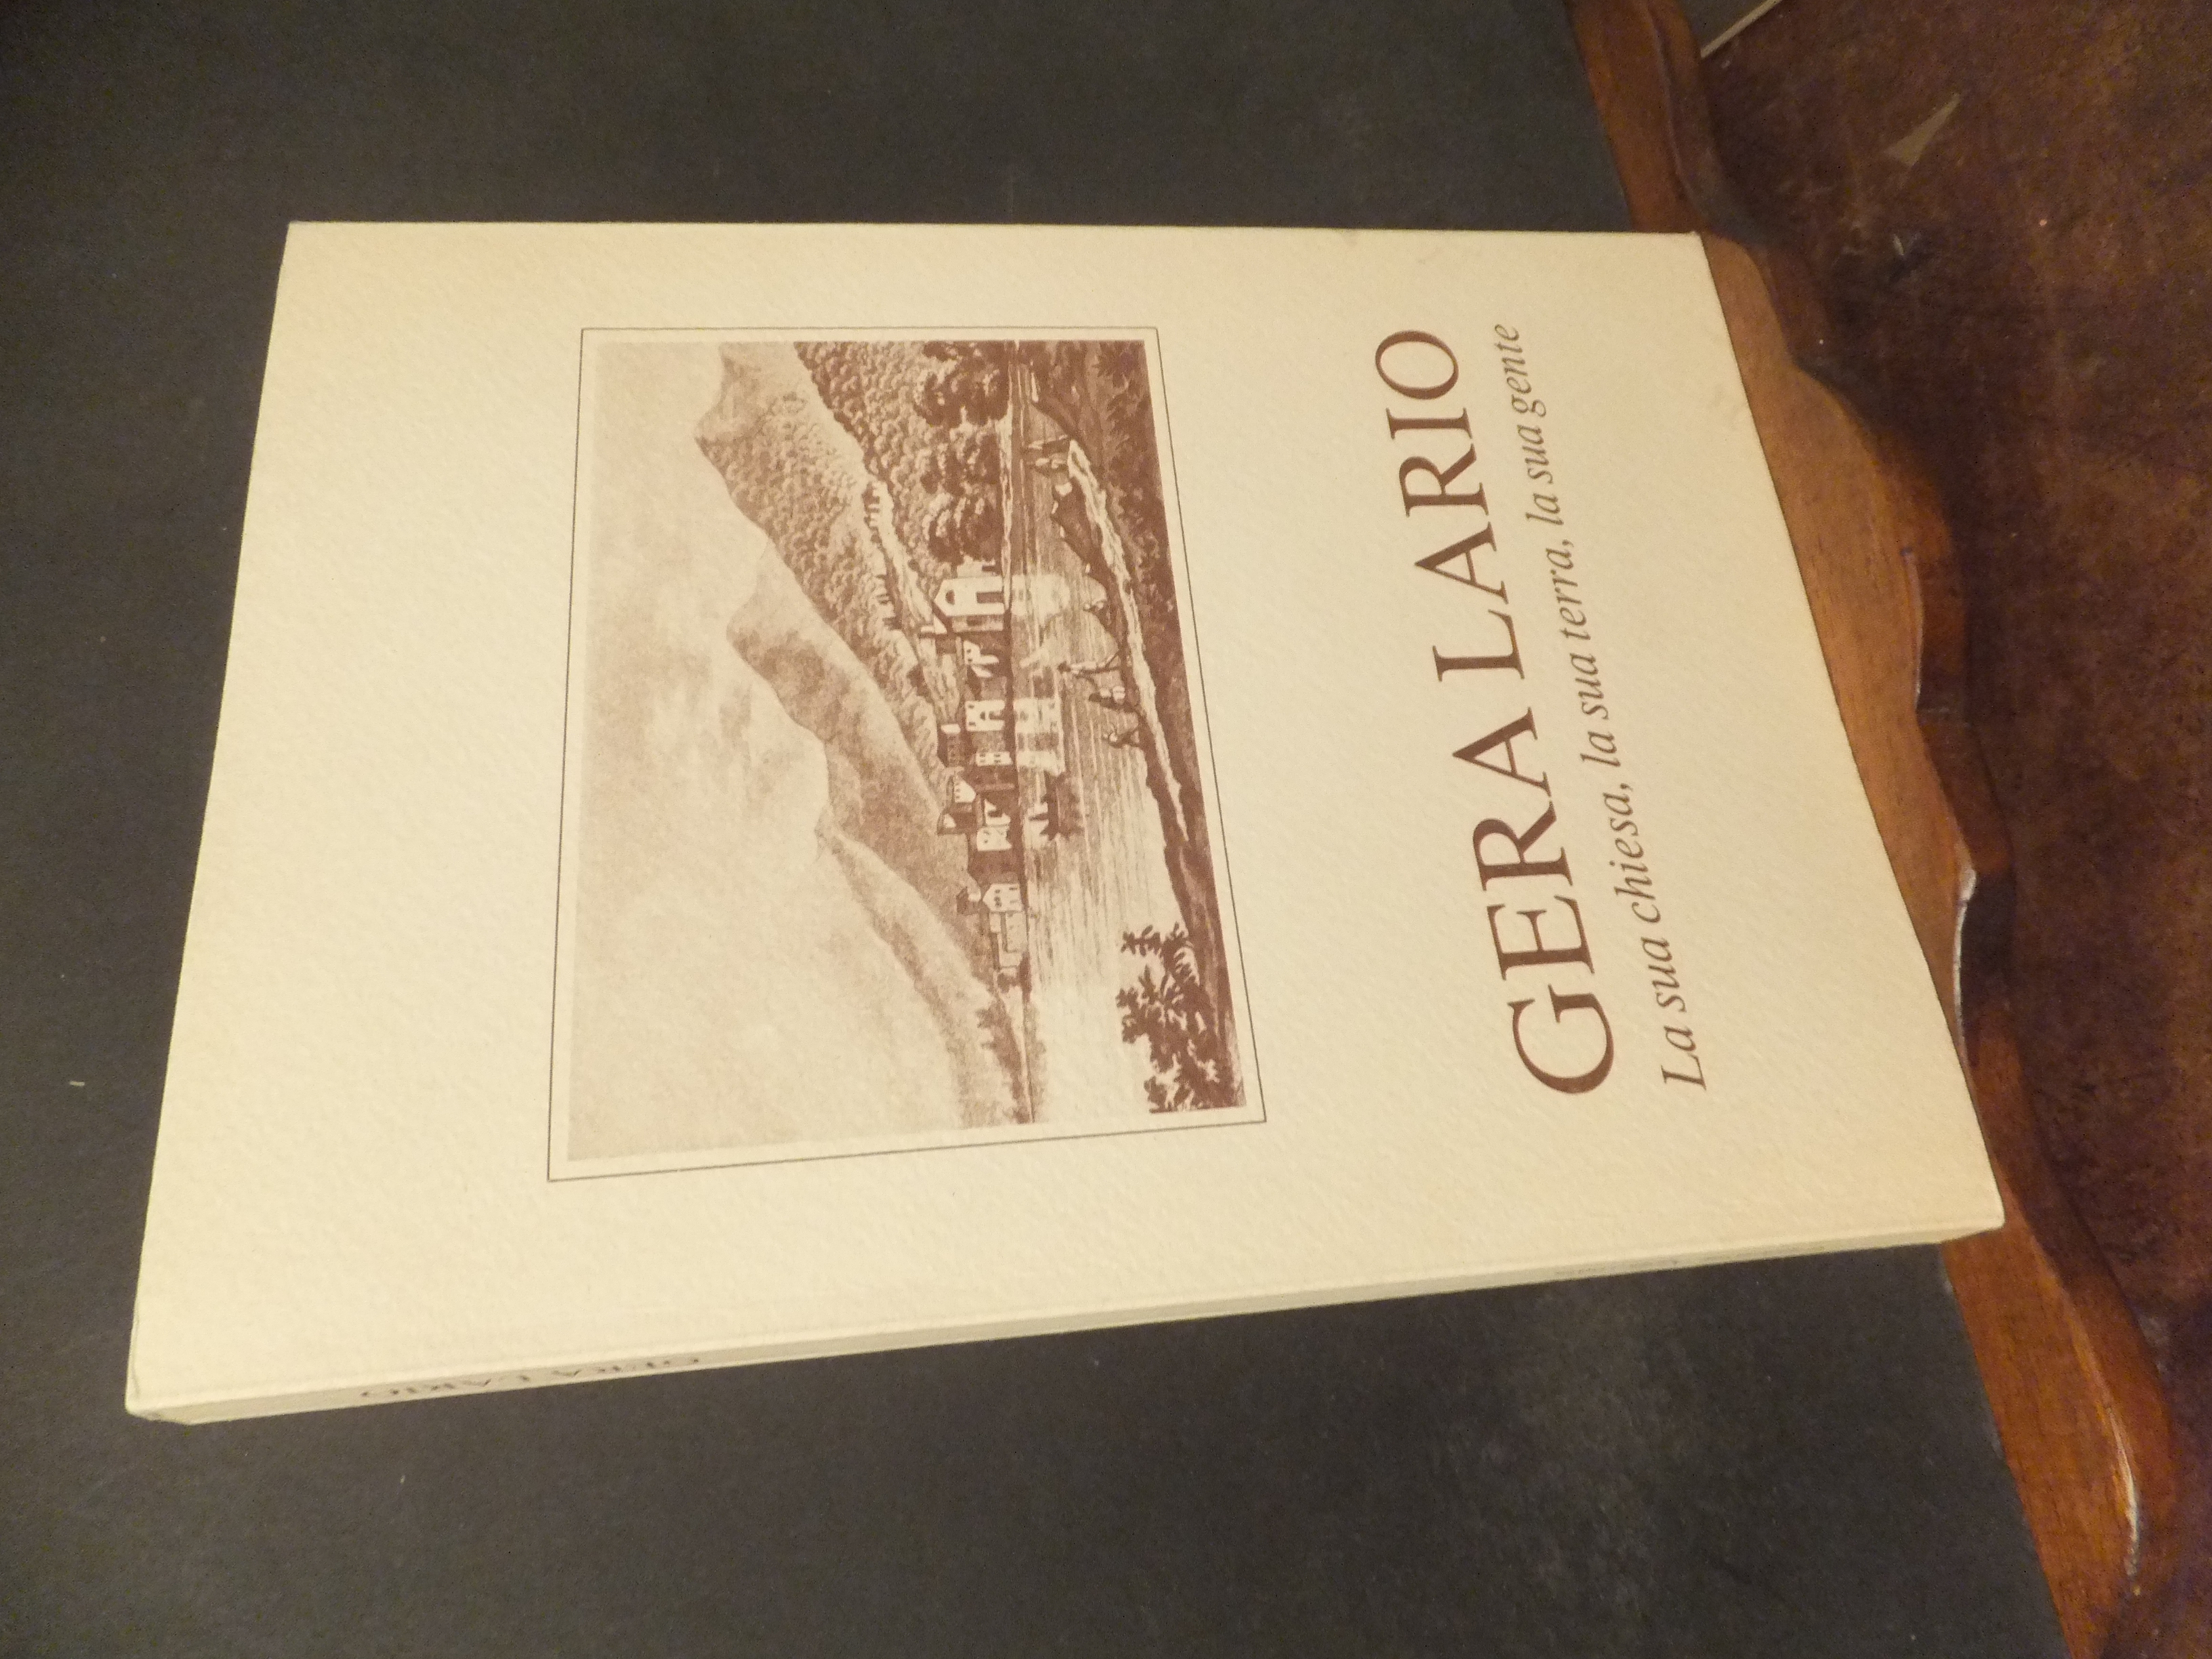 GERA LARIO
La sua chiesa, la sua terra, la sua gente
GERA LARIO